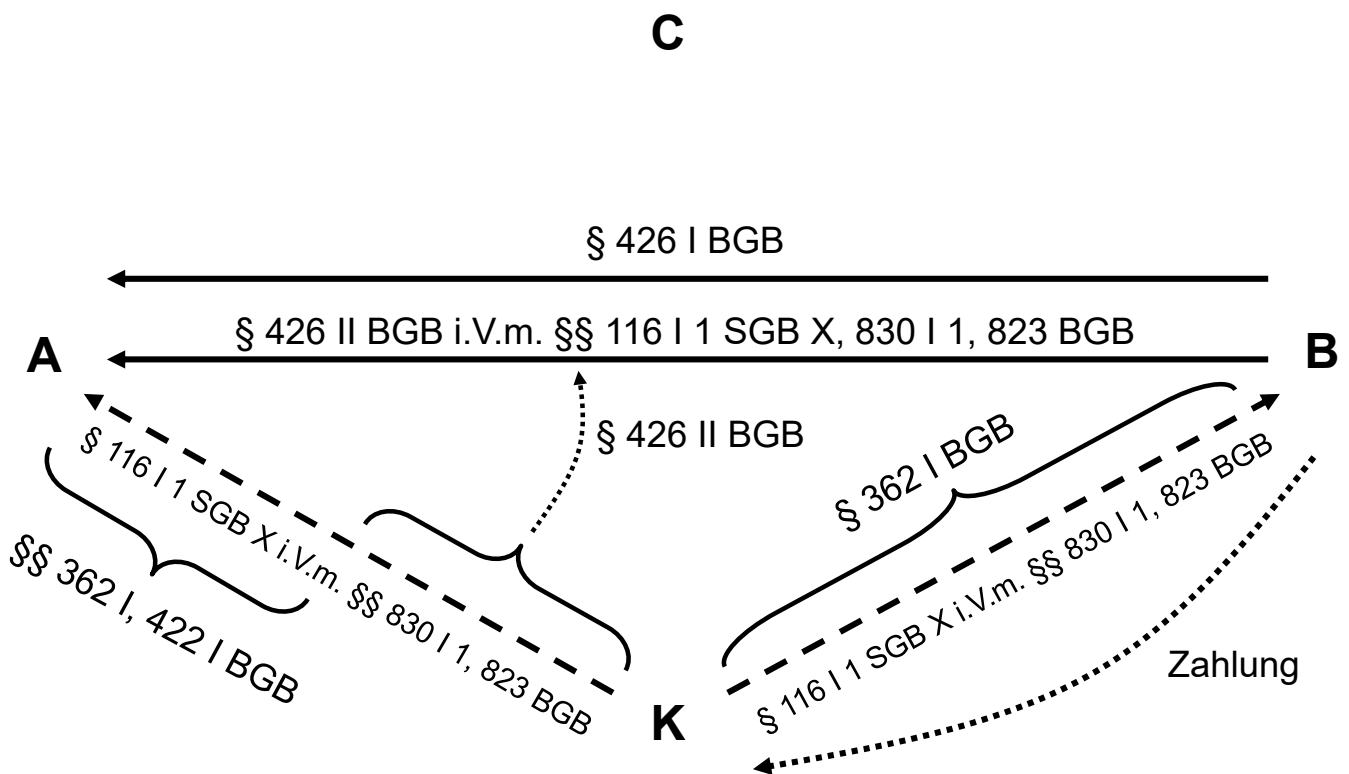 C
§ 426 I BGB
§ 426 II BGB i.V.m. §§ 116 I 1 SGB X, 830 I 1, 823 BGB
A
B
§ 426 II BGB
§ 362 I BGB
§ 116 I 1 SGB X i.V.m. §§ 830 I 1, 823 BGB
§ 116 I 1 SGB X i.V.m. §§ 830 I 1, 823 BGB
§§ 362 I, 422 I BGB
Zahlung
K